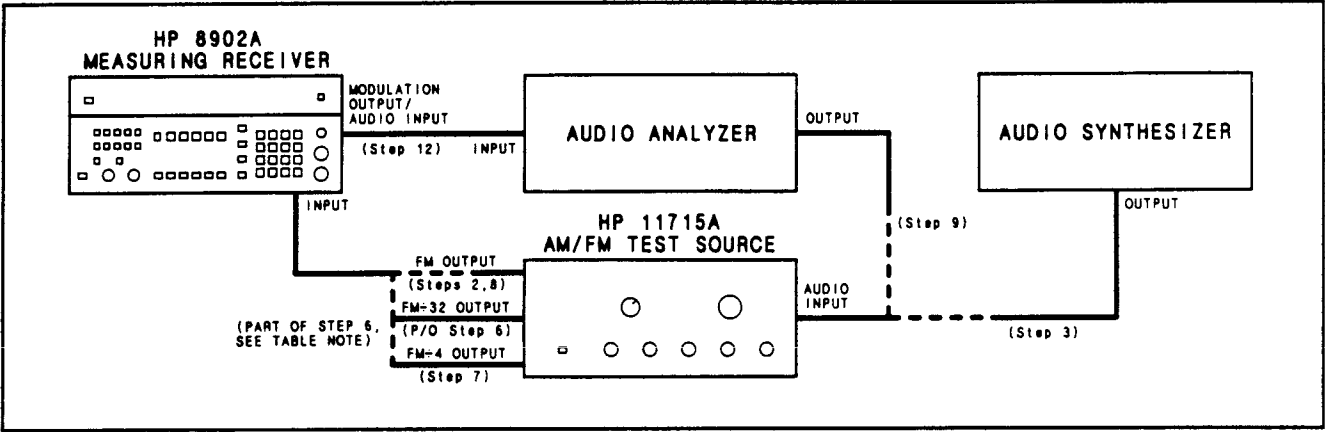 HP 8902A
MEASURING RECEIVER
MODULATION
OUTPUT/
AUDIO INPUT
(Step 12)
INPUT
AUDIO ANALYZER
OUTPUT
AUDIO SYNTHESIZER
INPUT
OUTPUT
(Step 9)
HP 11715A
AM/FM TEST SOURCE
FM OUTPUT
(Steps 2,8)
FM÷32 OUTPUT
(P/O Step 6)
FM÷4 OUTPUT
(Step 7)
(PART OF STEP 6,
SEE TABLE NOTE)
AUDIO
INPUT
(Step 3)